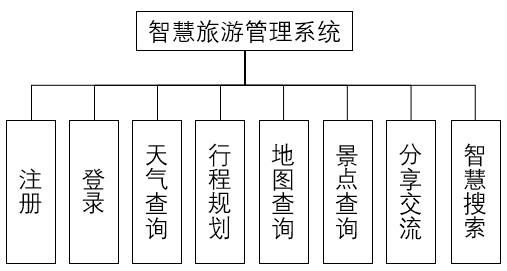 智慧旅游管理系统
注册
登录
天气查询
行程规划
地图查询
景点查询
分享交流
智慧搜索